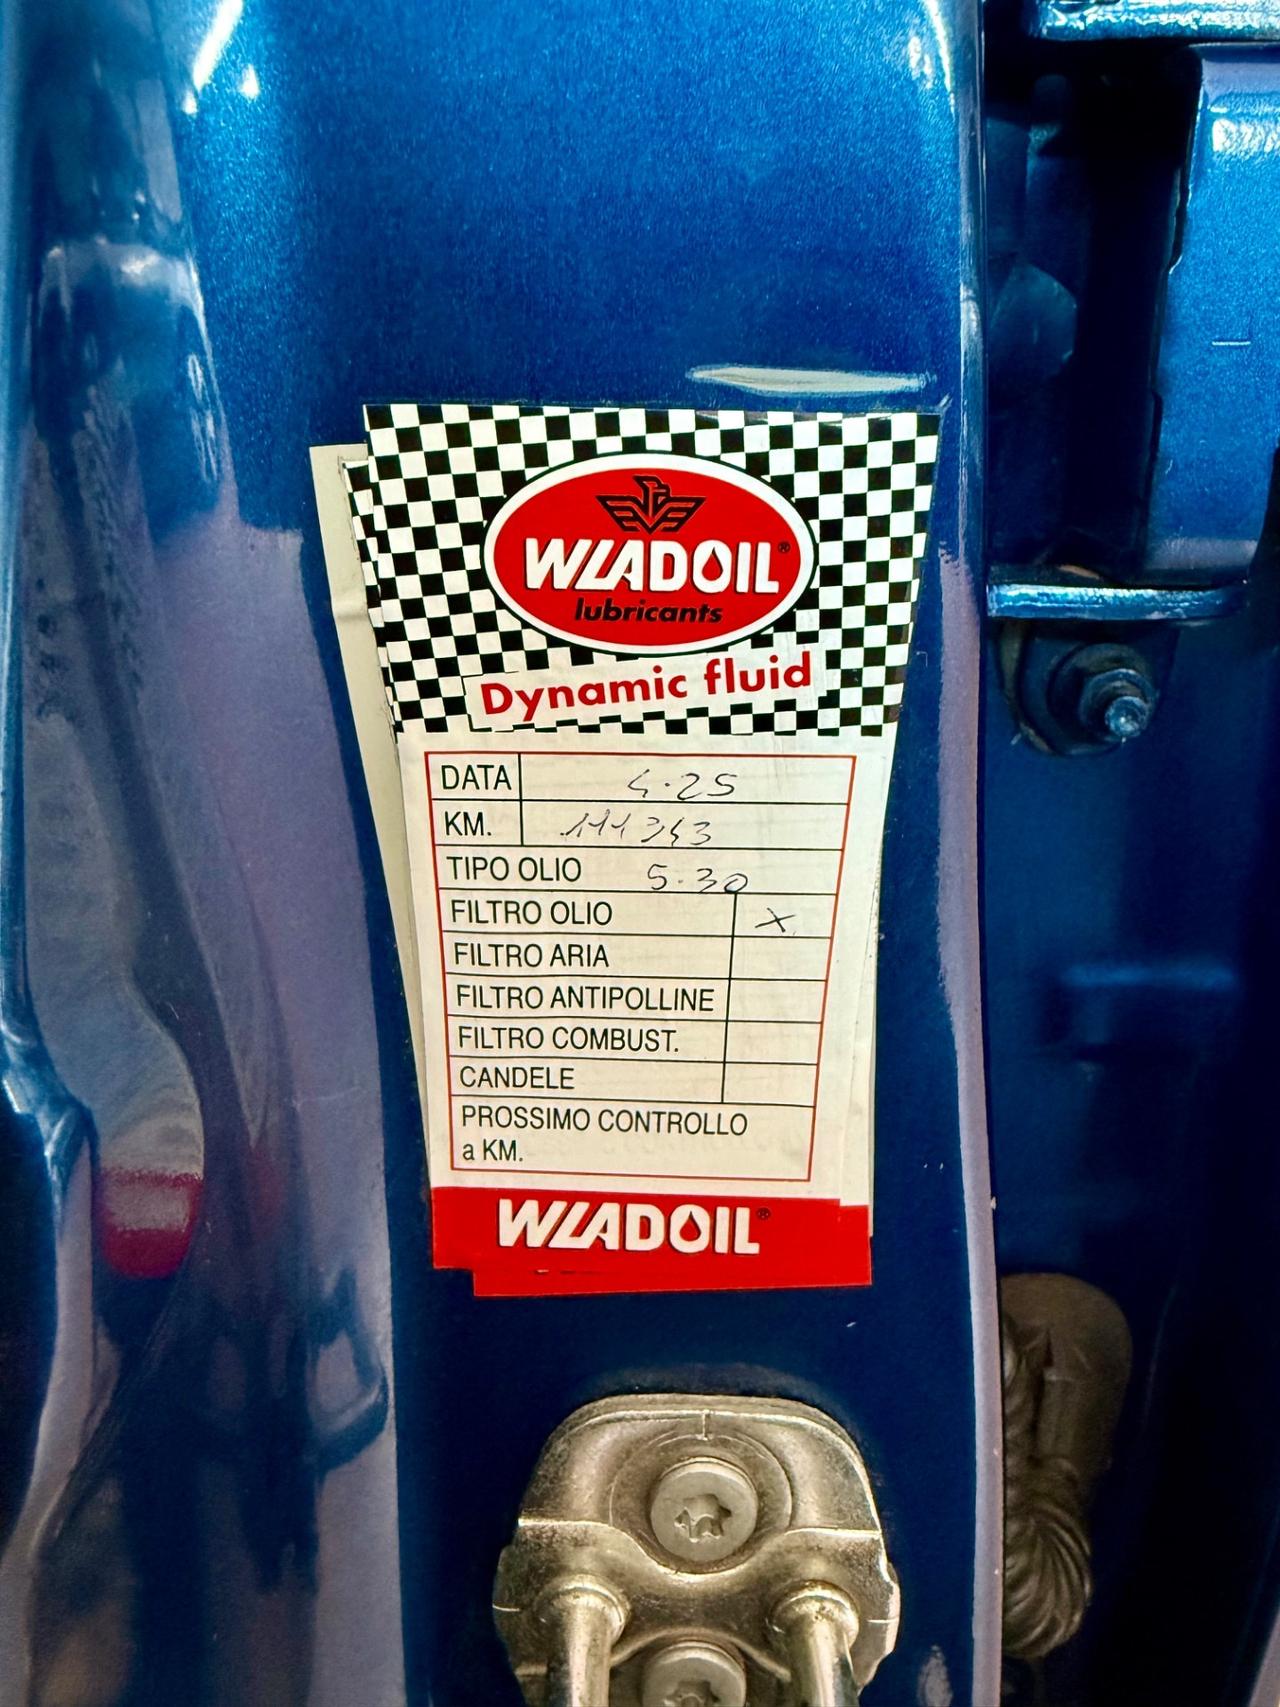 WLADOIL®
lubricants
Dynamic fluid
DATA 4.25
KM. 111343
TIPO OLIO 5.30
FILTRO OLIO X
FILTRO ARIA
FILTRO ANTIPOLLINE
FILTRO COMBUST.
CANDELE
PROSSIMO CONTROLLO
a KM.
WLADOIL®